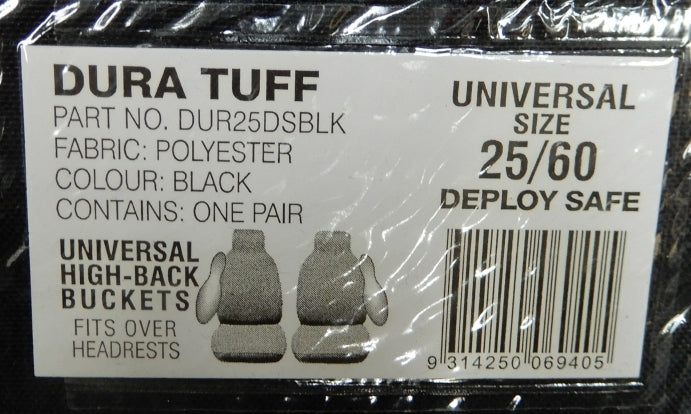 DURA TUFF
PART NO. DUR25DSBLK
FABRIC: POLYESTER
COLOUR: BLACK
CONTAINS: ONE PAIR
UNIVERSAL
HIGH-BACK
BUCKETS
FITS OVER
HEADRESTS
UNIVERSAL
SIZE
25/60
DEPLOY SAFE
9 314250 069405